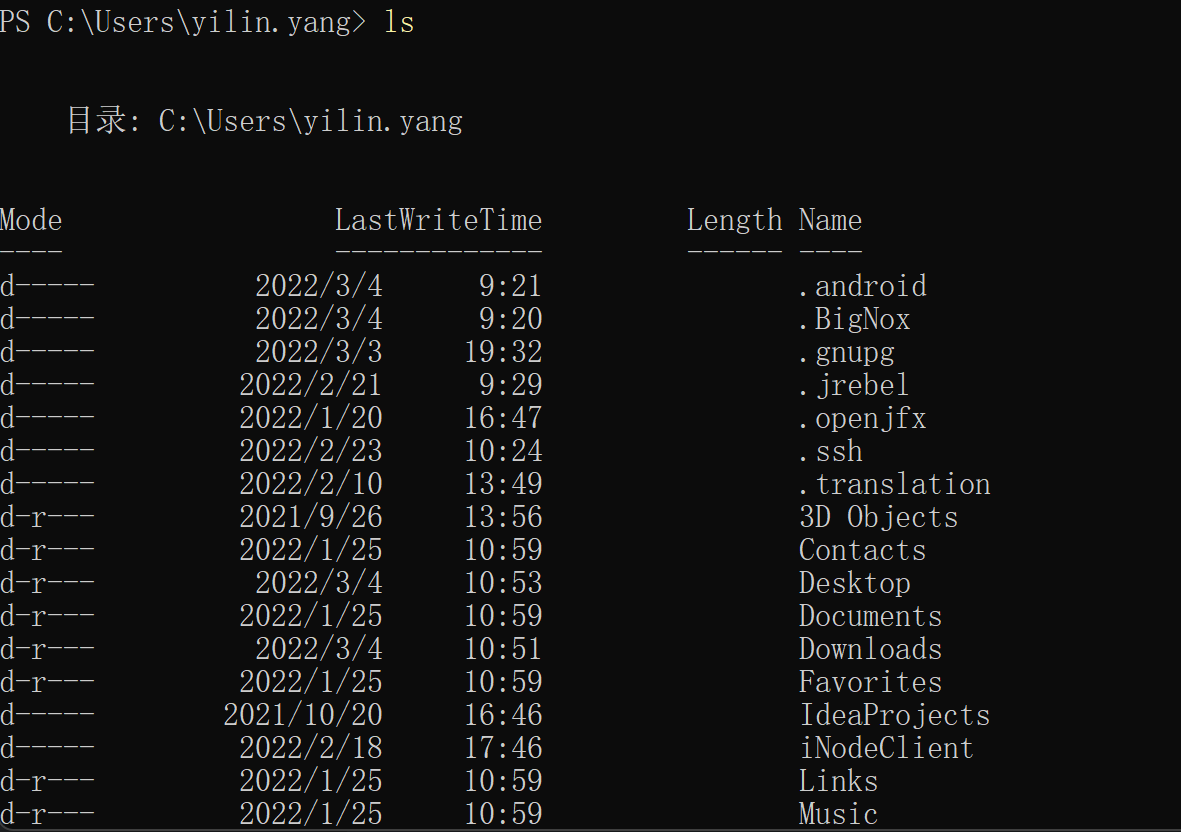 PS C:\Users\yilin.yang> ls
目录: C:\Users\yilin.yang
Mode                 LastWriteTime         Length Name
----                 -------------         ------ ----
d-----          2022/3/4      9:21                .android
d-----          2022/3/4      9:20                .BigNox
d-----          2022/3/3     19:32                .gnupg
d-----         2022/2/21      9:29                .jrebel
d-----         2022/1/20     16:47                .openjfx
d-----         2022/2/23     10:24                .ssh
d-----         2022/2/10     13:49                .translation
d-r---         2021/9/26     13:56                3D Objects
d-r---         2022/1/25     10:59                Contacts
d-r---          2022/3/4     10:53                Desktop
d-r---         2022/1/25     10:59                Documents
d-r---          2022/3/4     10:51                Downloads
d-r---         2022/1/25     10:59                Favorites
d-----        2021/10/20     16:46                IdeaProjects
d-----         2022/2/18     17:46                iNodeClient
d-r---         2022/1/25     10:59                Links
d-r---         2022/1/25     10:59                Music